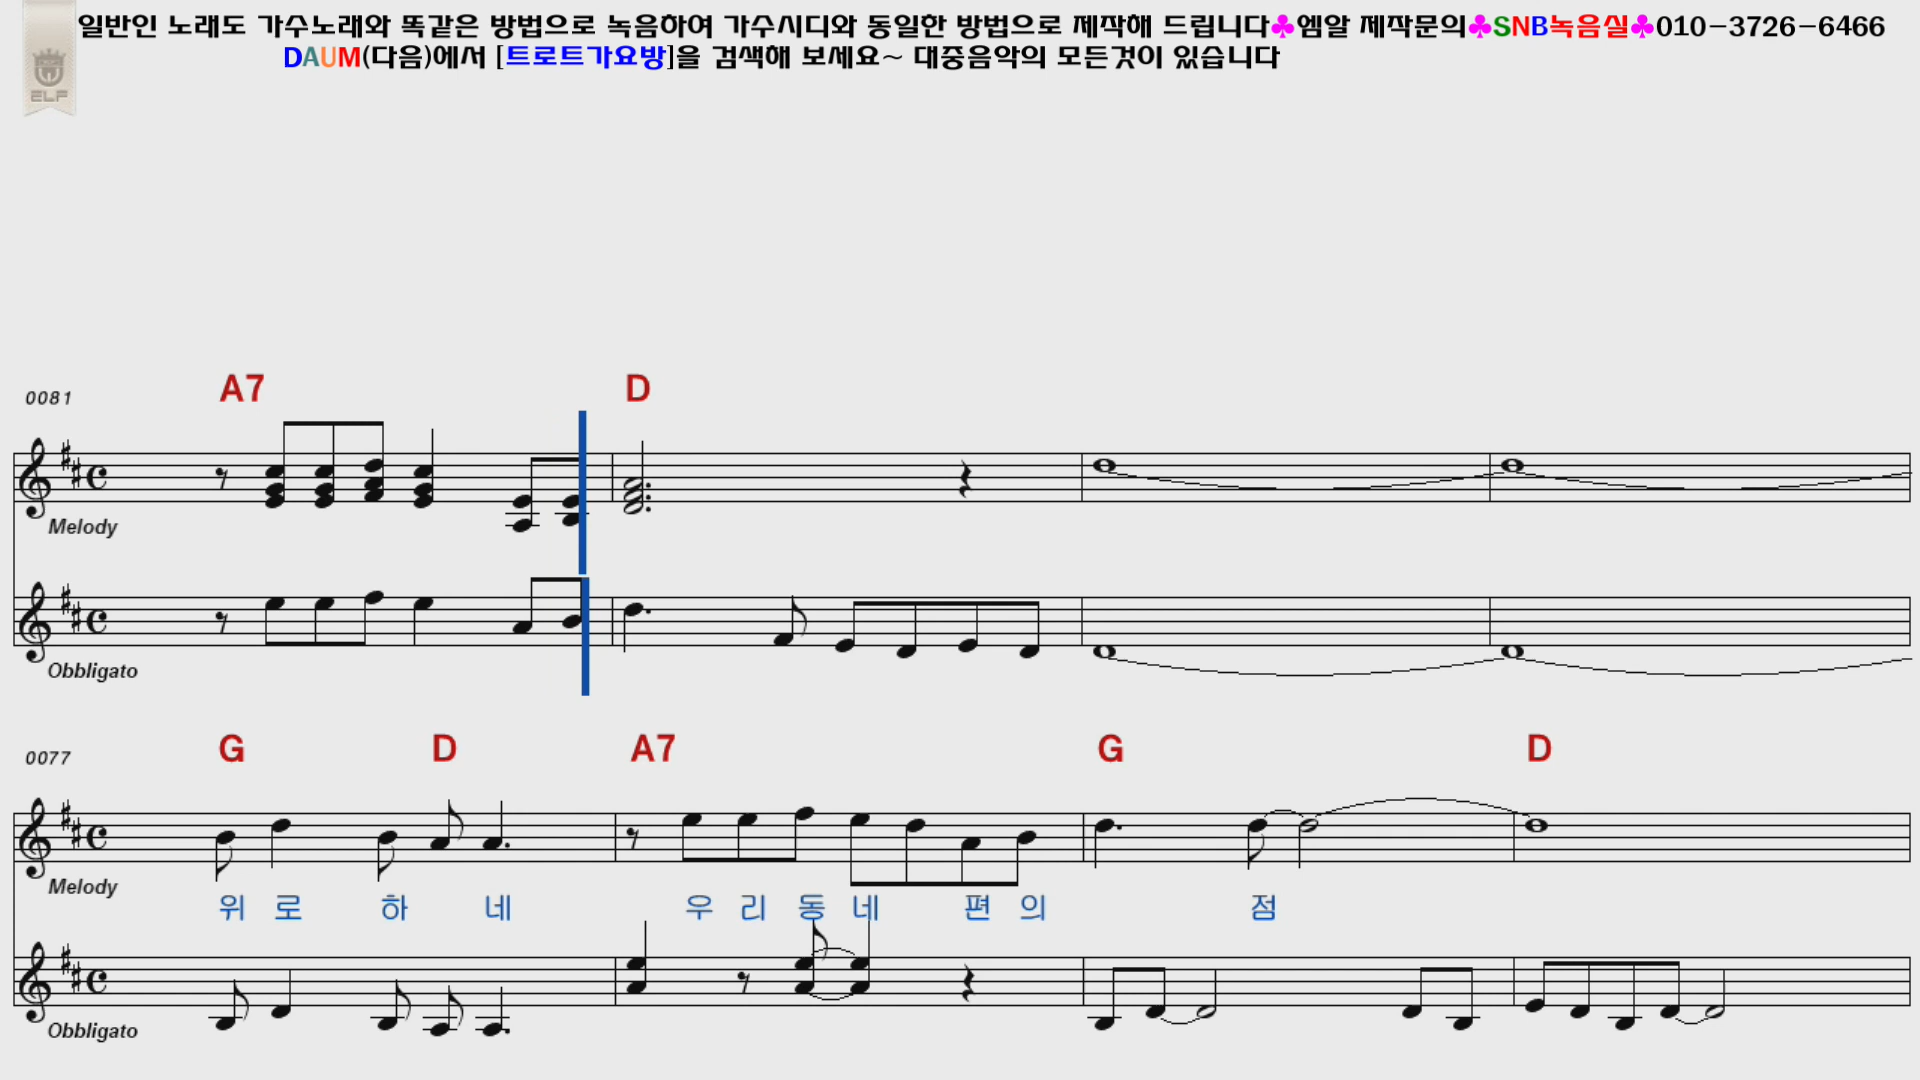 일반인 노래도 가수노래와 똑같은 방법으로 녹음하여 가수시디와 동일한 방법으로 제작해 드립니다♣엠알 제작문의♣SNB녹음실♣010-3726-6466
DAUM(다음)에서 [트로트가요방]을 검색해 보세요~ 대중음악의 모든것이 있습니다
ELF
A7 D
0081
Melody
Obbligato
G D A7 G D
0077
Melody
위 로 하 네 우 리 동 네 편 의 점
Obbligato